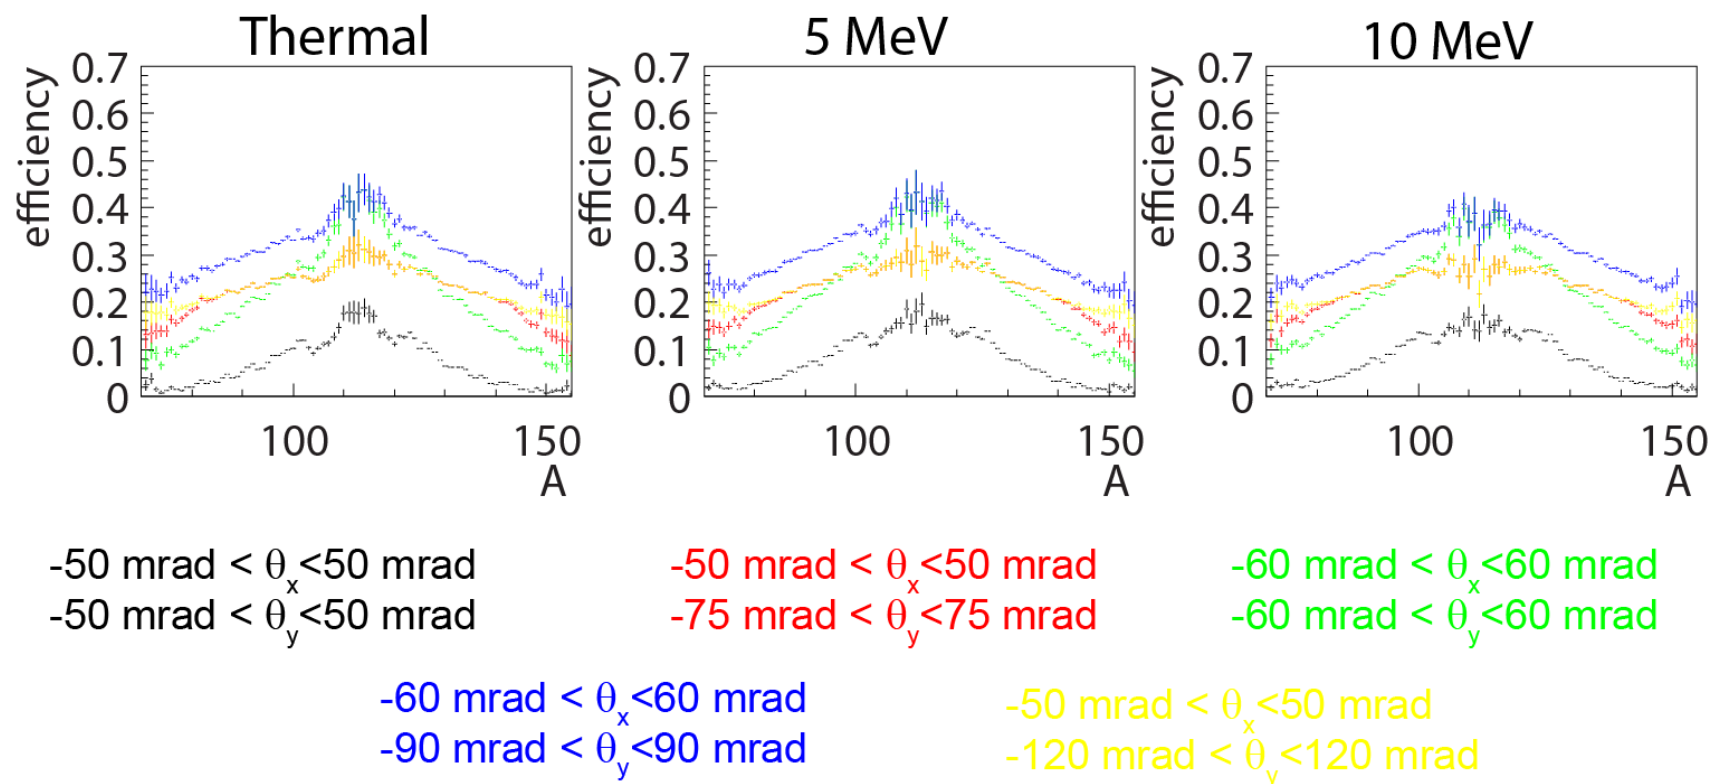 Thermal
5 MeV
10 MeV
efficiency
0.7
0.6
0.5
0.4
0.3
0.2
0.1
0
100
150
A
efficiency
0.7
0.6
0.5
0.4
0.3
0.2
0.1
0
100
150
A
efficiency
0.7
0.6
0.5
0.4
0.3
0.2
0.1
0
100
150
A
-50 mrad < θx<50 mrad
-50 mrad < θy<50 mrad
-50 mrad < θx<50 mrad
-75 mrad < θy<75 mrad
-60 mrad < θx<60 mrad
-60 mrad < θy<60 mrad
-60 mrad < θx<60 mrad
-90 mrad < θy<90 mrad
-50 mrad < θx<50 mrad
-120 mrad < θy<120 mrad